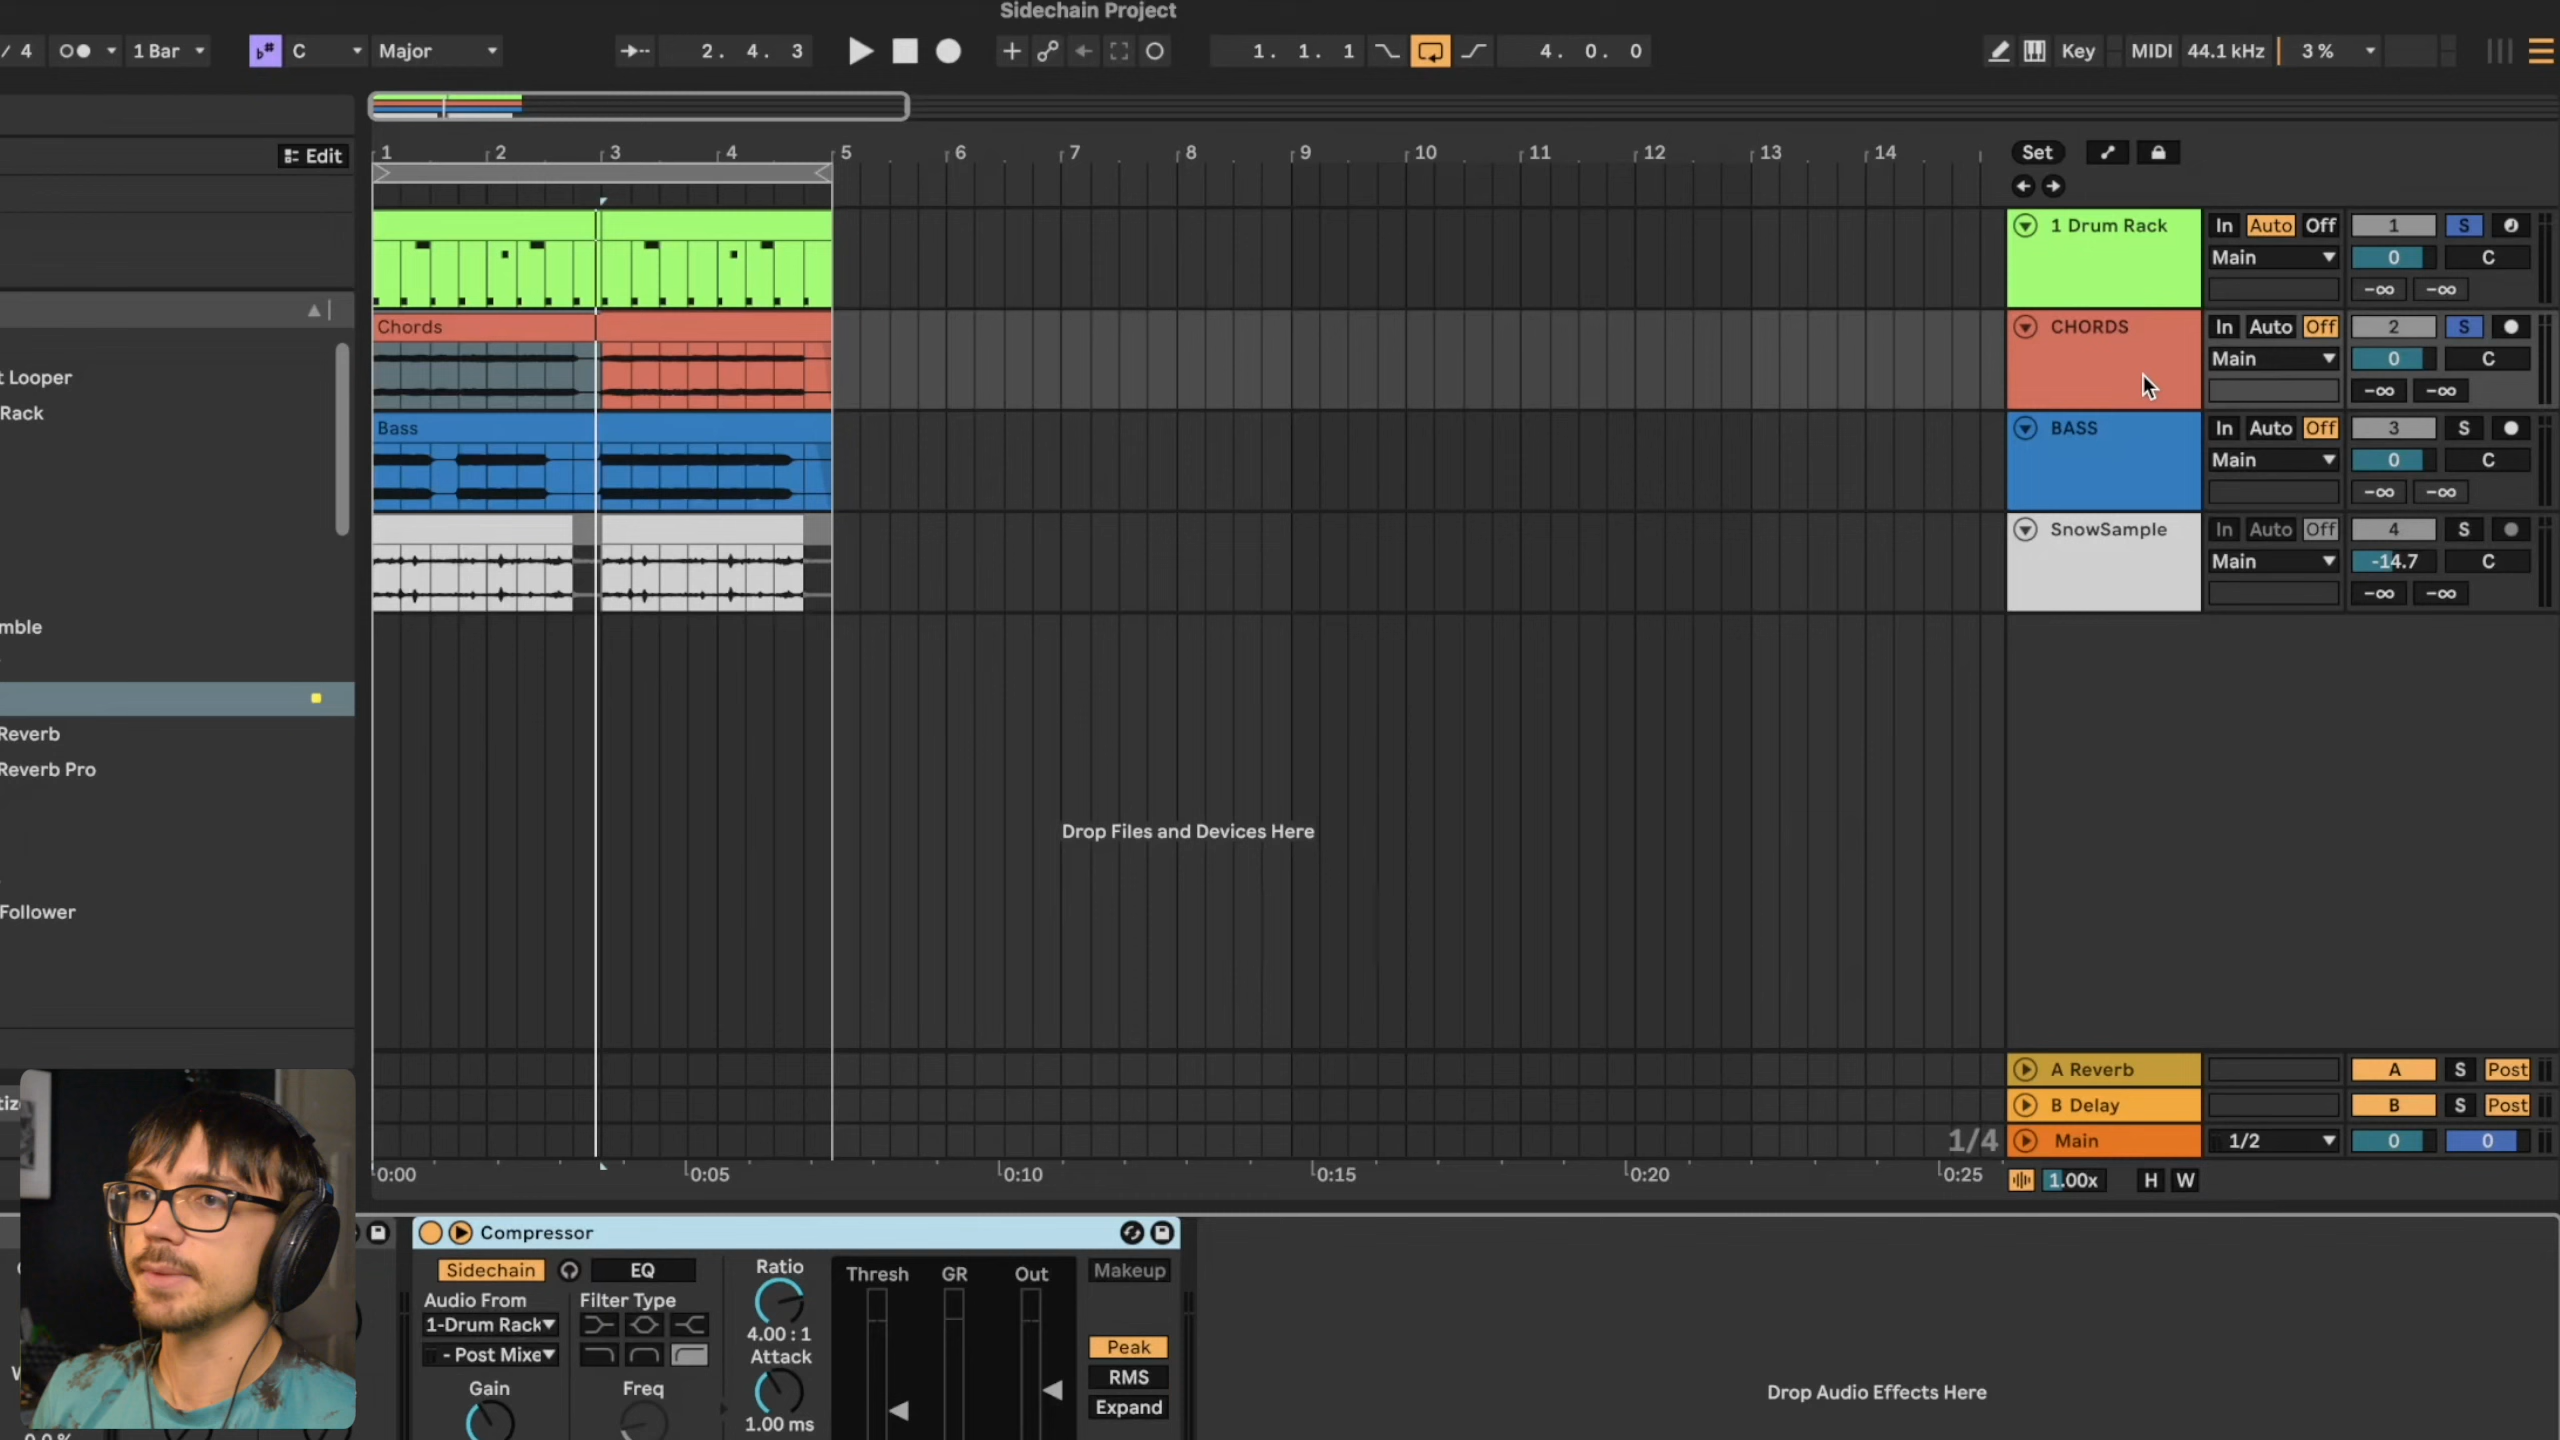 Sidechain Project
/ 4 1 Bar C Major 2. 4. 3 1. 1. 1 4. 0. 0 Key MIDI 44.1 kHz 3 %
Edit
1 2 3 4 5 6 7 8 9 10 11 12 13 14
Set
1 Drum Rack In Auto Off 1 S
Main 0 C
-∞ -∞
Chords
CHORDS In Auto Off 2 S
Main 0 C
-∞ -∞
Bass
BASS In Auto Off 3 S
Main 0 C
-∞ -∞
SnowSample In Auto Off 4 S
Main -14.7 C
-∞ -∞
t Looper
Rack
mble
Reverb
Reverb Pro
Follower
Drop Files and Devices Here
A Reverb A S Post
B Delay B S Post
1/4 Main 1/2 0 0
0:00 0:05 0:10 0:15 0:20 0:25
1.00x H W
Compressor
Sidechain EQ
Audio From Filter Type
1-Drum Rack
- Post Mixe
Gain Freq
Ratio
4.00 : 1
Attack
1.00 ms
Thresh GR Out
Makeup
Peak
RMS
Expand
Drop Audio Effects Here